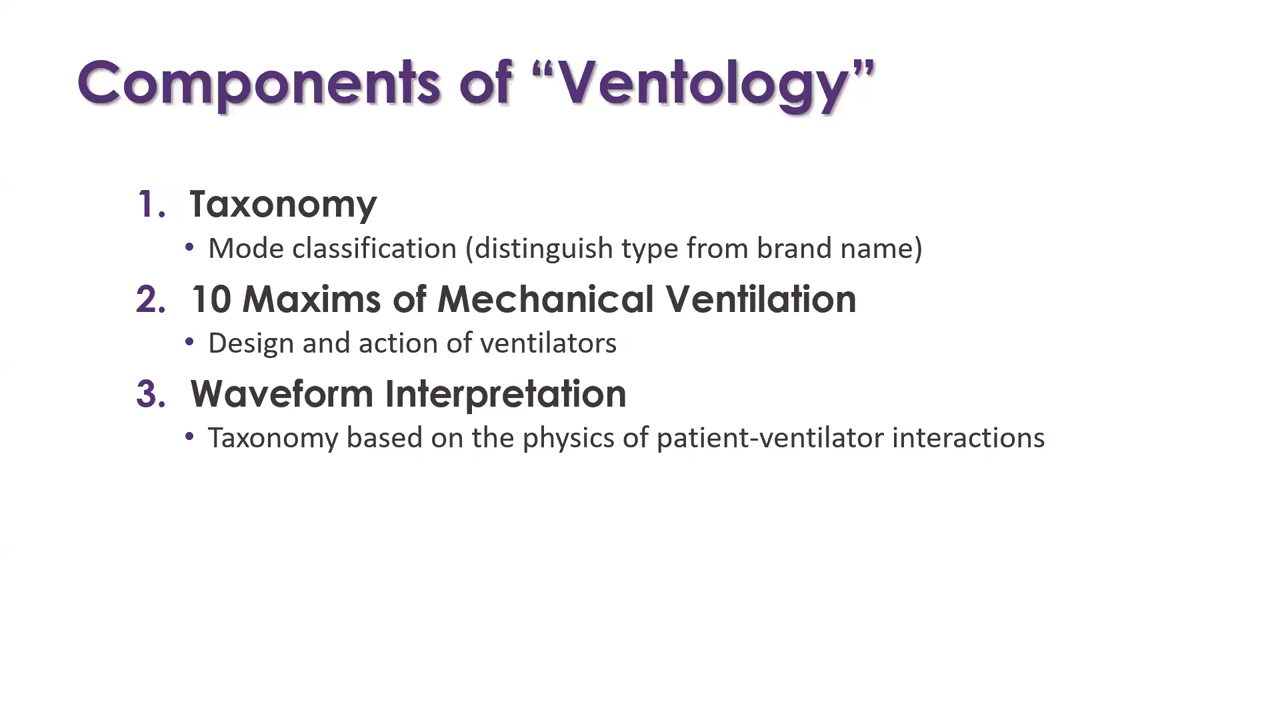 Components of “Ventology”
1. Taxonomy
• Mode classification (distinguish type from brand name)
2. 10 Maxims of Mechanical Ventilation
• Design and action of ventilators
3. Waveform Interpretation
• Taxonomy based on the physics of patient-ventilator interactions